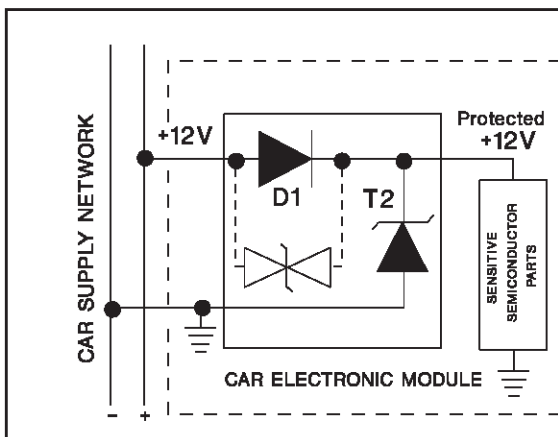 CAR SUPPLY NETWORK
+12V
D1
T2
Protected
+12V
SENSITIVE
SEMICONDUCTOR
PARTS
CAR ELECTRONIC MODULE
- +